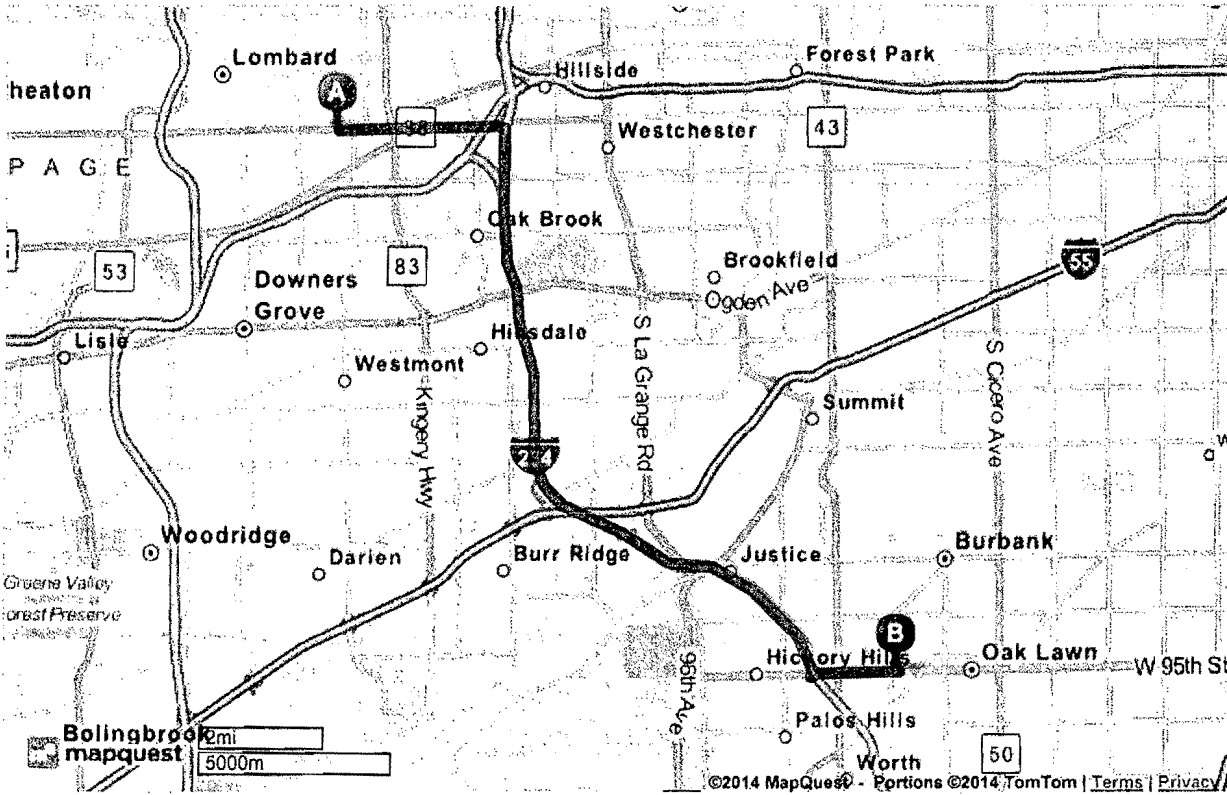 Lombard
Forest Park
Hillside
heaton
A
38
Westchester
43
P A G E
Oak Brook
53
83
Brookfield
55
Downers
Grove
Ogden Ave
Hinsdale
Lisle
Westmont
S La Grange Rd
S Cicero Ave
Kingery Hwy
Summit
294
W
Woodridge
Darien
Burr Ridge
Justice
Burbank
Greene Valley
orest Preserve
B
Hickory Hills
Oak Lawn
W 95th St
96th Ave
Palos Hills
Bolingbrook
2mi
mapquest
5000m
50
Worth
©2014 MapQuest - Portions ©2014 TomTom | Terms | Privacy